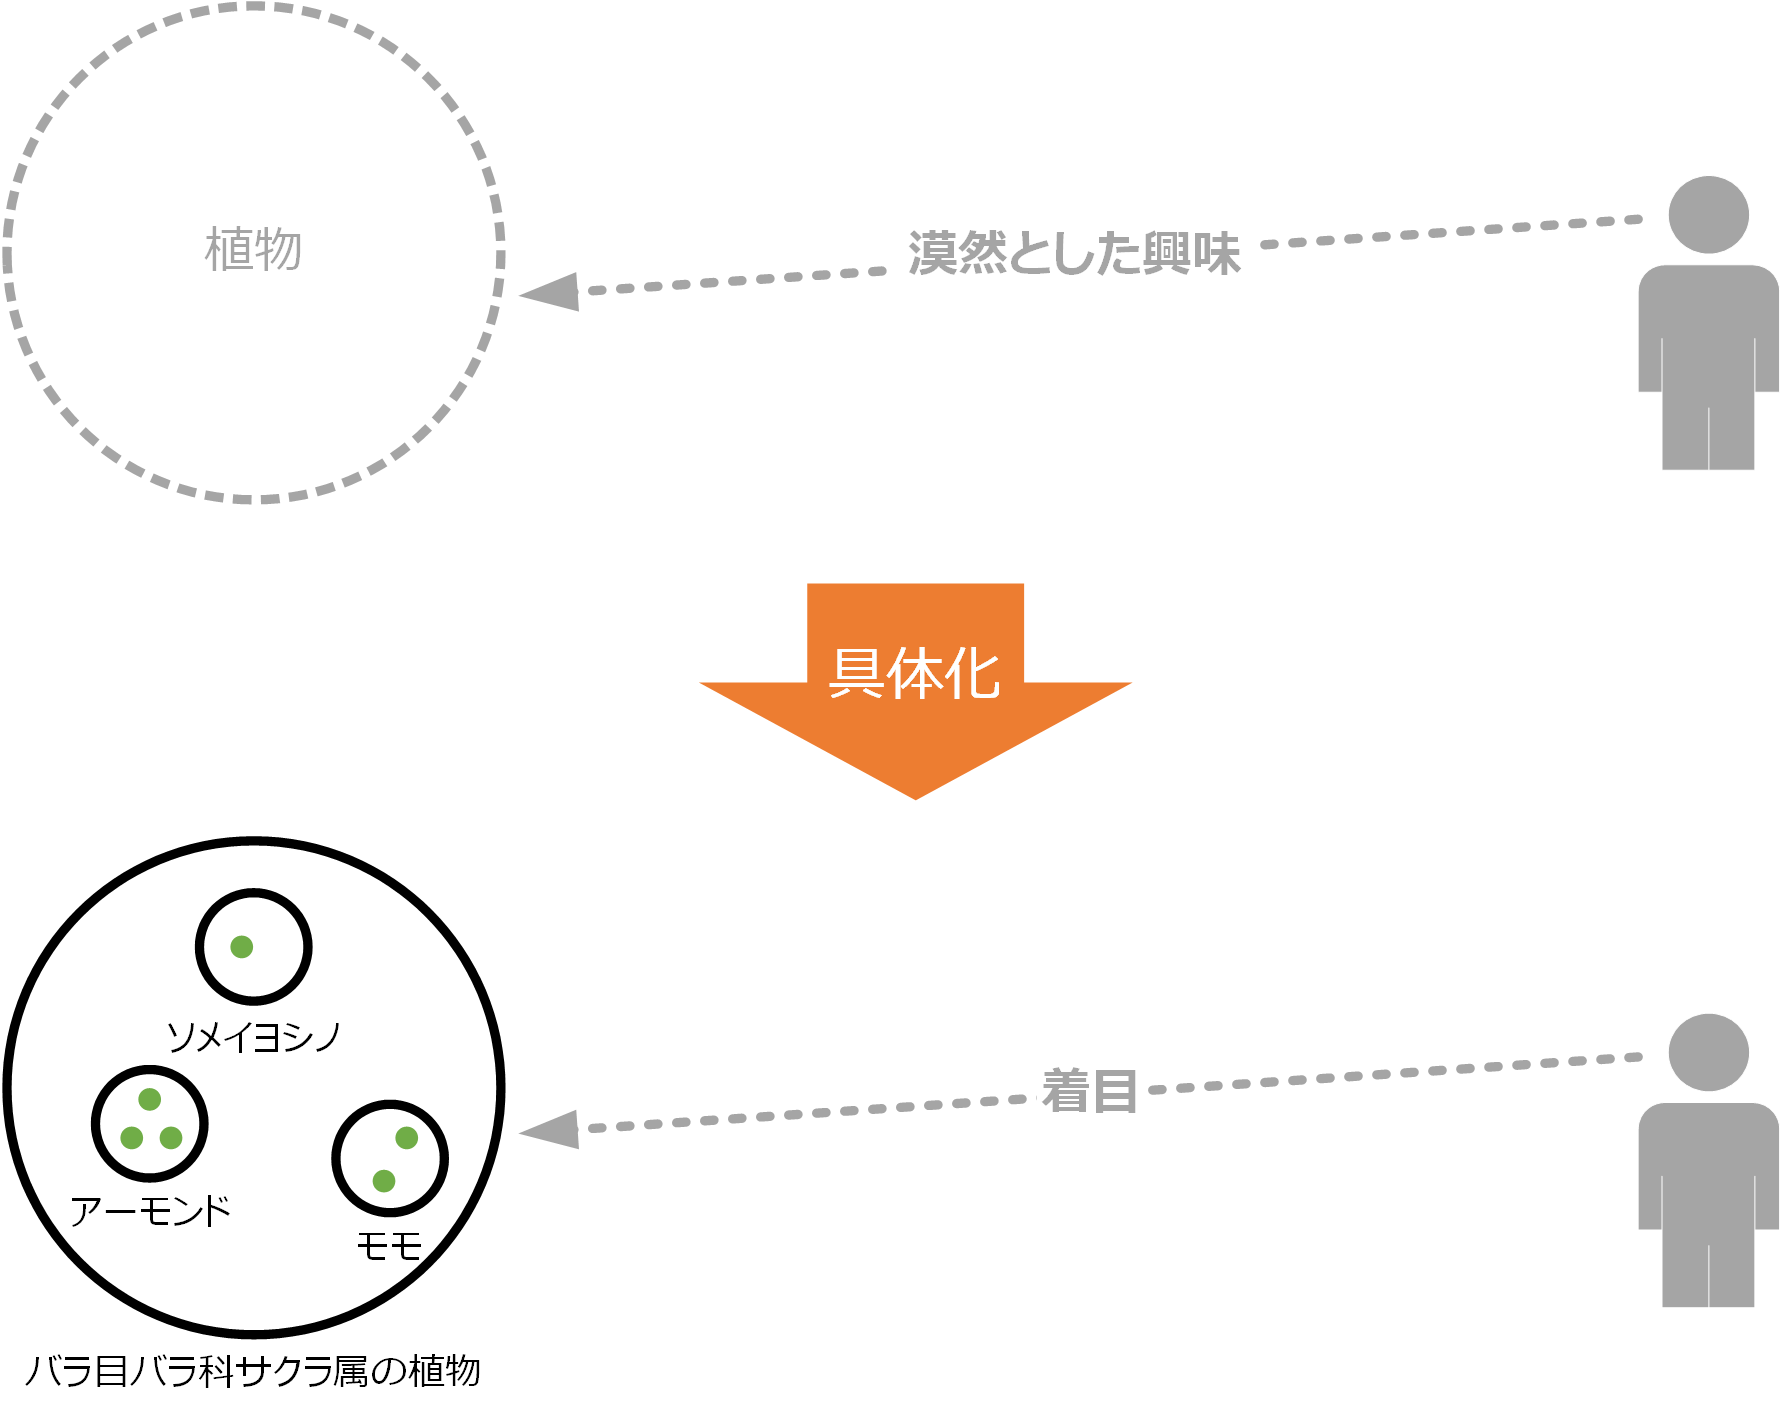 植物
漠然とした興味
具体化
ソメイヨシノ
着目
アーモンド
モモ
バラ目バラ科サクラ属の植物